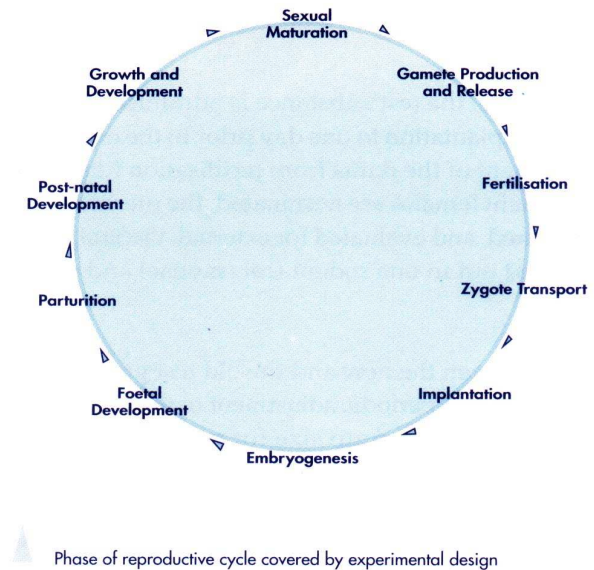 Sexual
Maturation
Gamete Production
and Release
Fertilisation
Zygote Transport
Implantation
Embryogenesis
Foetal
Development
Parturition
Post-natal
Development
Growth and
Development
Phase of reproductive cycle covered by experimental design